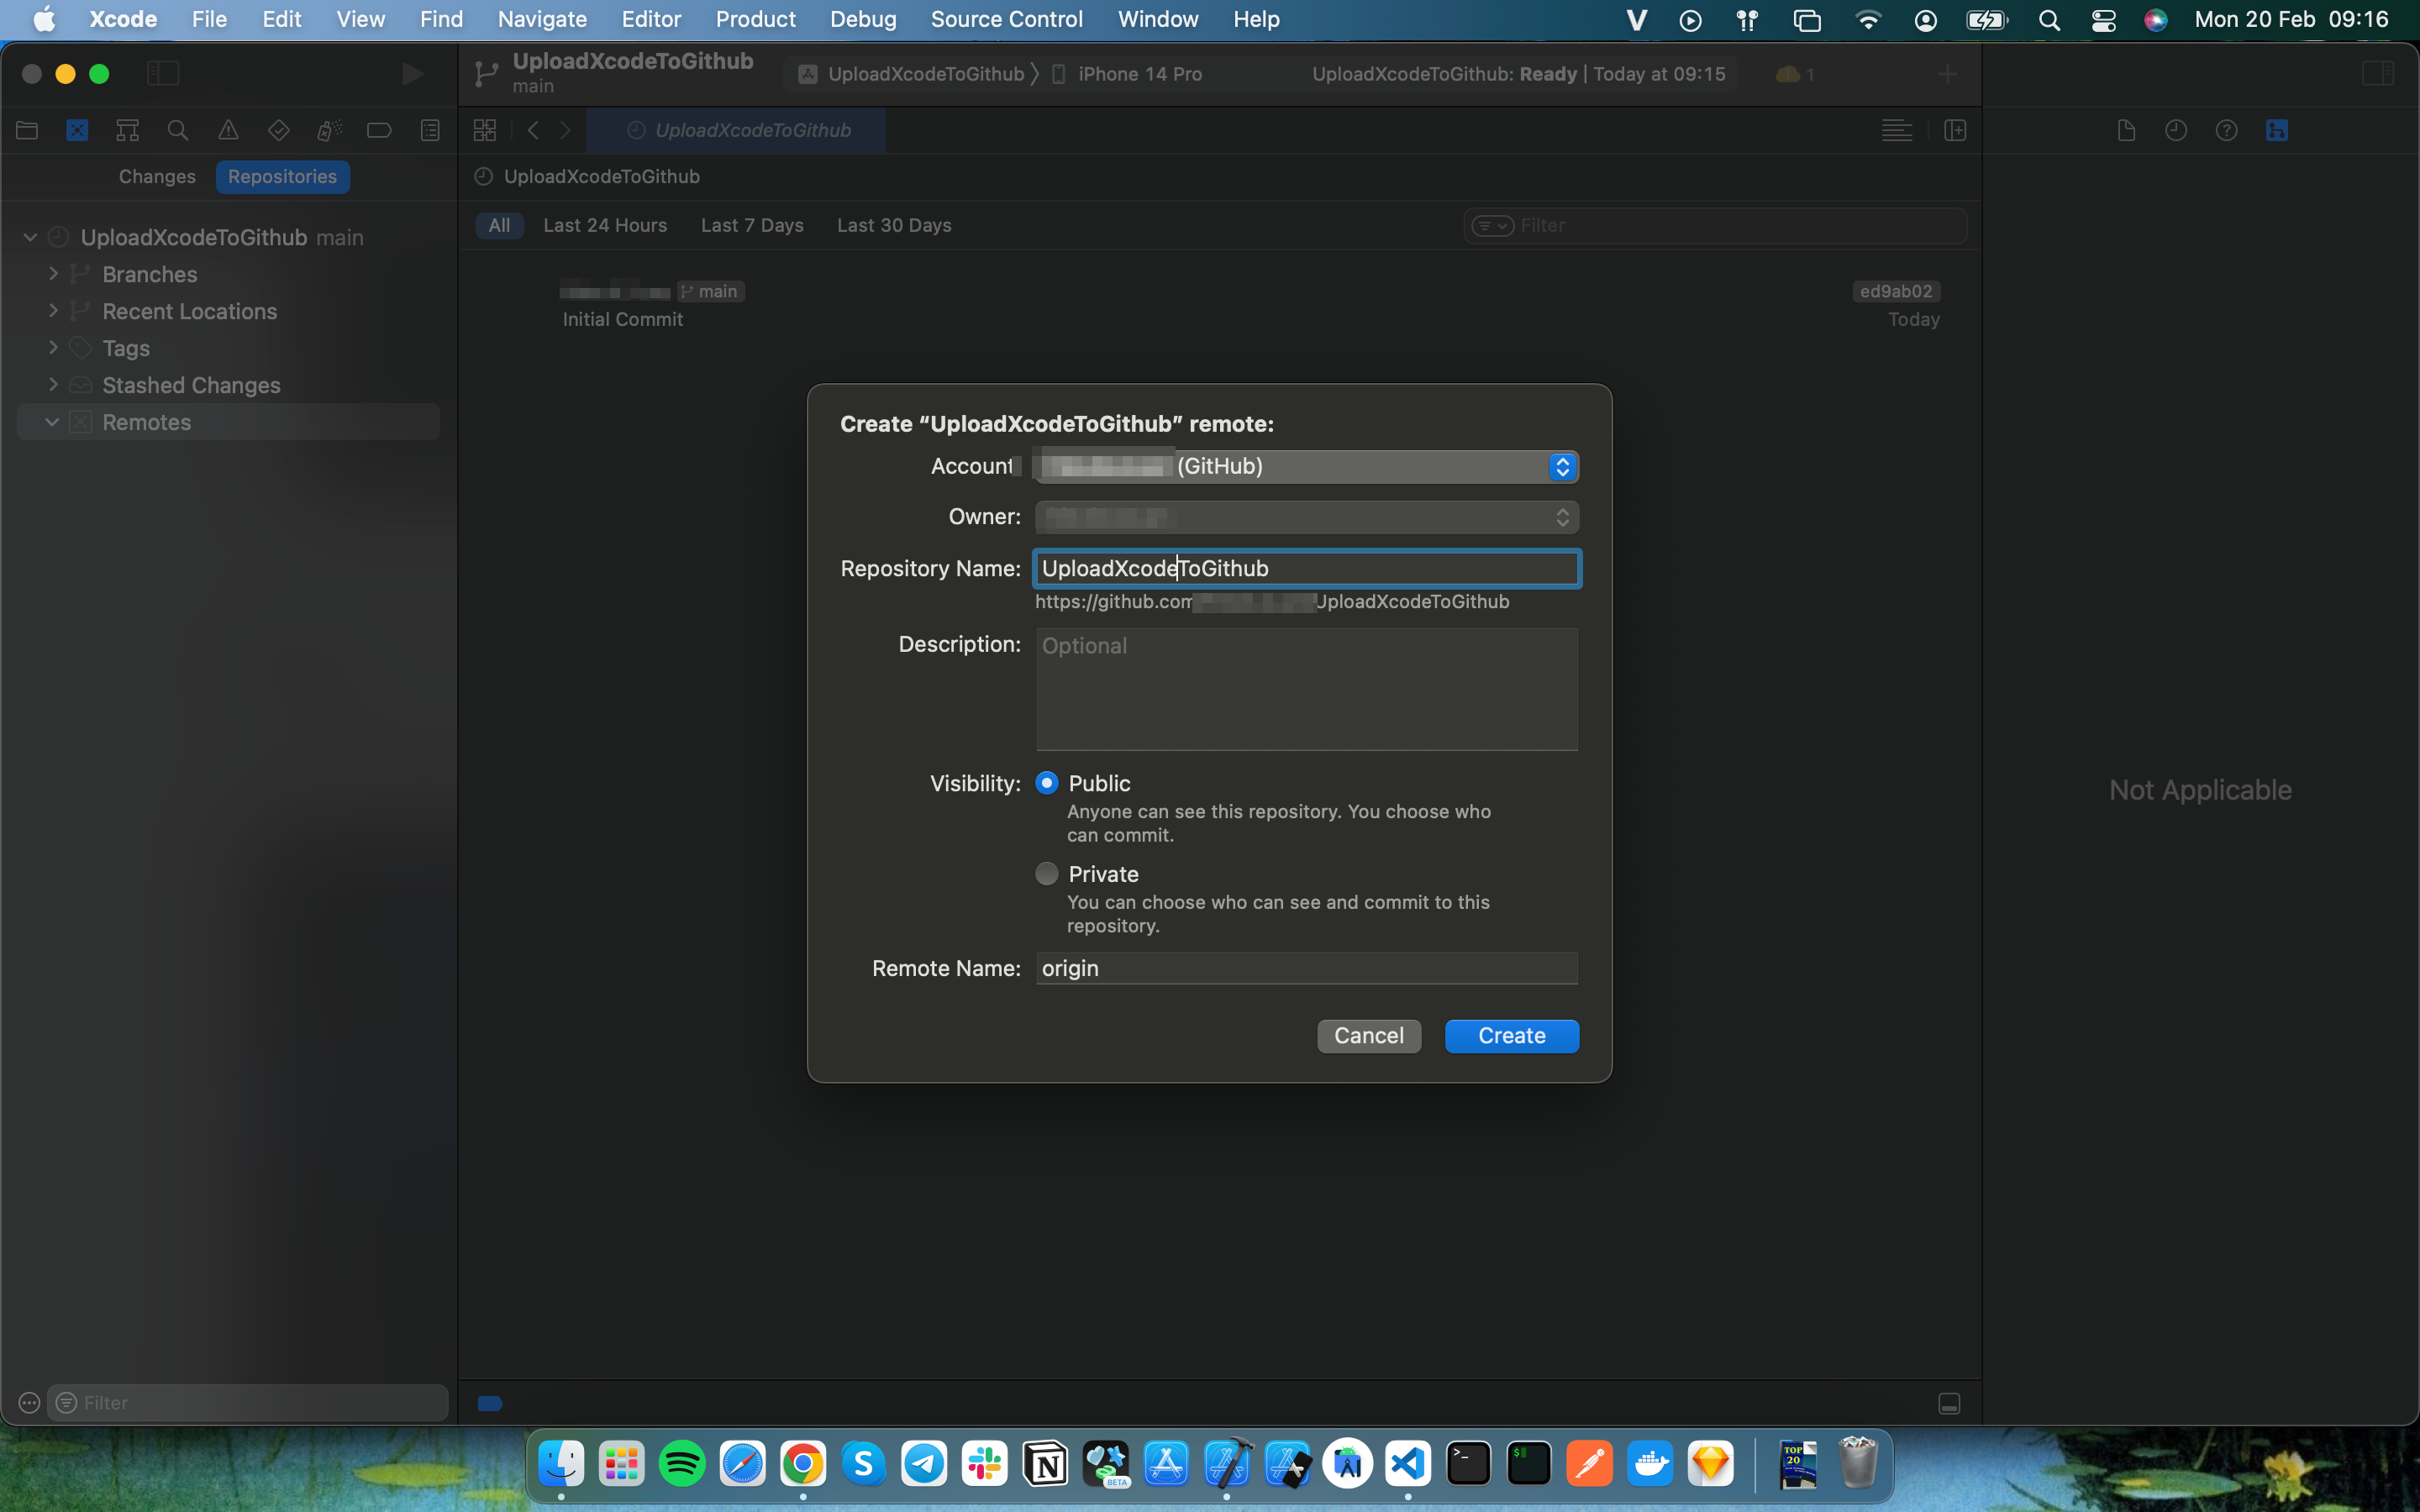 Xcode File Edit View Find Navigate Editor Product Debug Source Control Window Help Mon 20 Feb 09:16
UploadXcodeToGithub
main
UploadXcodeToGithub iPhone 14 Pro
UploadXcodeToGithub: Ready | Today at 09:15
1
UploadXcodeToGithub
Changes Repositories
UploadXcodeToGithub
All Last 24 Hours Last 7 Days Last 30 Days
Filter
UploadXcodeToGithub main
Branches
Recent Locations
Tags
Stashed Changes
Remotes
main
ed9ab02
Initial Commit
Today
Create “UploadXcodeToGithub” remote:
Account (GitHub)
Owner:
Repository Name: UploadXcodeToGithub
https://github.com UploadXcodeToGithub
Description: Optional
Visibility: Public
Anyone can see this repository. You choose who
can commit.
Private
You can choose who can see and commit to this
repository.
Remote Name: origin
Cancel Create
Not Applicable
Filter
BETA
TOP
20